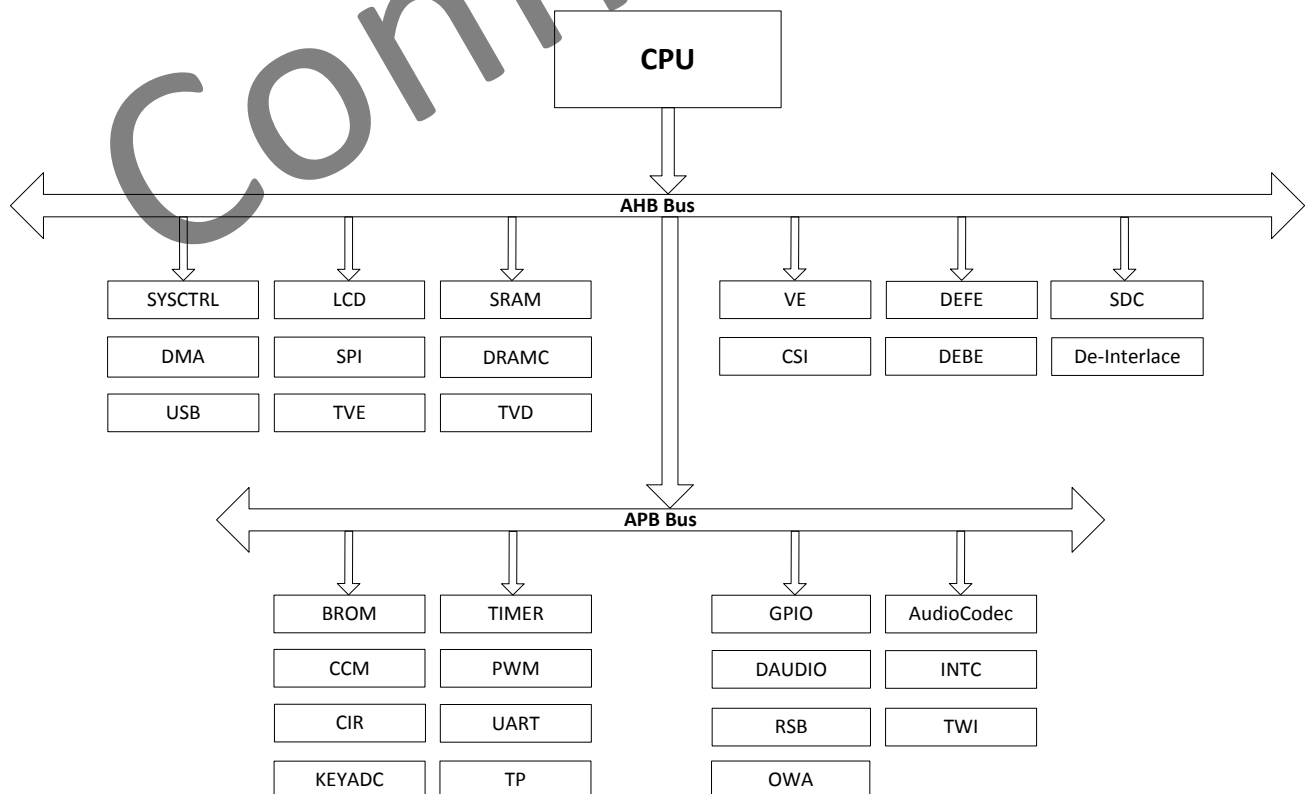 CPU
AHB Bus
SYSCTRL LCD SRAM VE DEFE SDC
DMA SPI DRAMC CSI DEBE De-Interlace
USB TVE TVD
APB Bus
BROM TIMER GPIO AudioCodec
CCM PWM DAUDIO INTC
CIR UART RSB TWI
KEYADC TP OWA